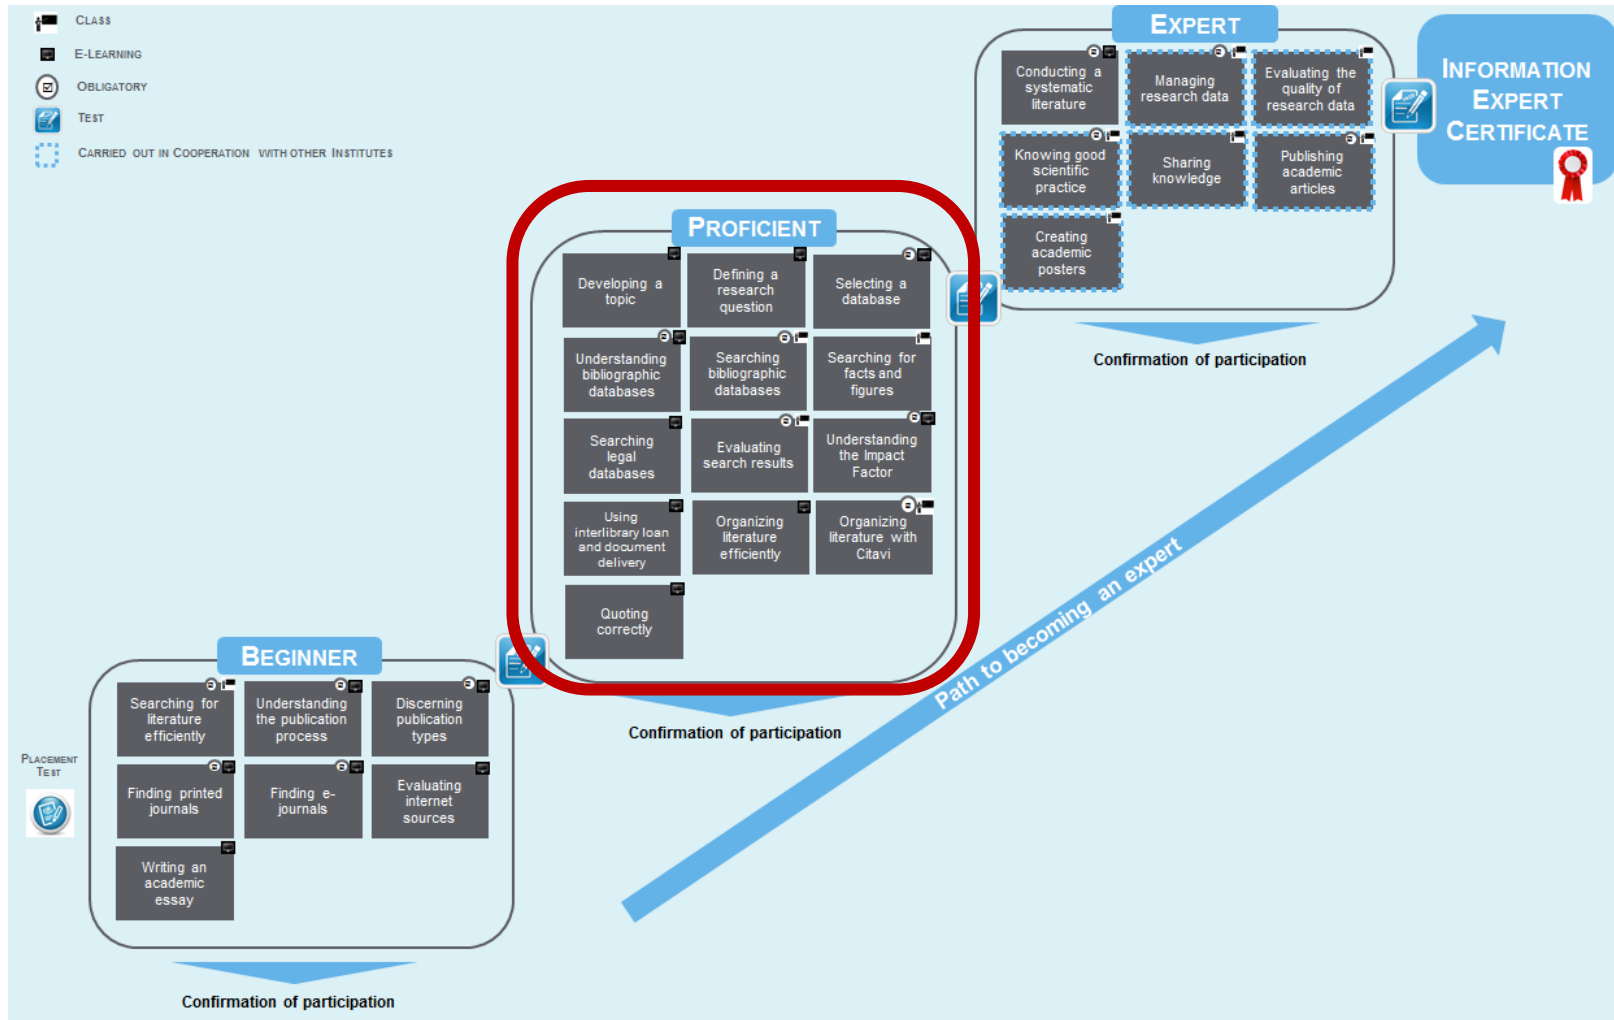 CLASS
E-LEARNING
OBLIGATORY
TEST
CARRIED OUT IN COOPERATION WITH OTHER INSTITUTES
EXPERT
Conducting a
systematic
literature
Managing
research data
Evaluating the
quality of
research data
Knowing good
scientific
practice
Sharing
knowledge
Publishing
academic
articles
Creating
academic
posters
Confirmation of participation
INFORMATION
EXPERT
CERTIFICATE
PROFICIENT
Developing a
topic
Defining a
research
question
Selecting a
database
Understanding
bibliographic
databases
Searching
bibliographic
databases
Searching for
facts and
figures
Searching
legal
databases
Evaluating
search results
Understanding
the Impact
Factor
Using
interlibrary loan
and document
delivery
Organizing
literature
efficiently
Organizing
literature with
Citavi
Quoting
correctly
Confirmation of participation
Path to becoming an expert
BEGINNER
Searching for
literature
efficiently
Understanding
the publication
process
Discerning
publication
types
Finding printed
journals
Finding e-
journals
Evaluating
internet
sources
Writing an
academic
essay
PLACEMENT
TEST
Confirmation of participation